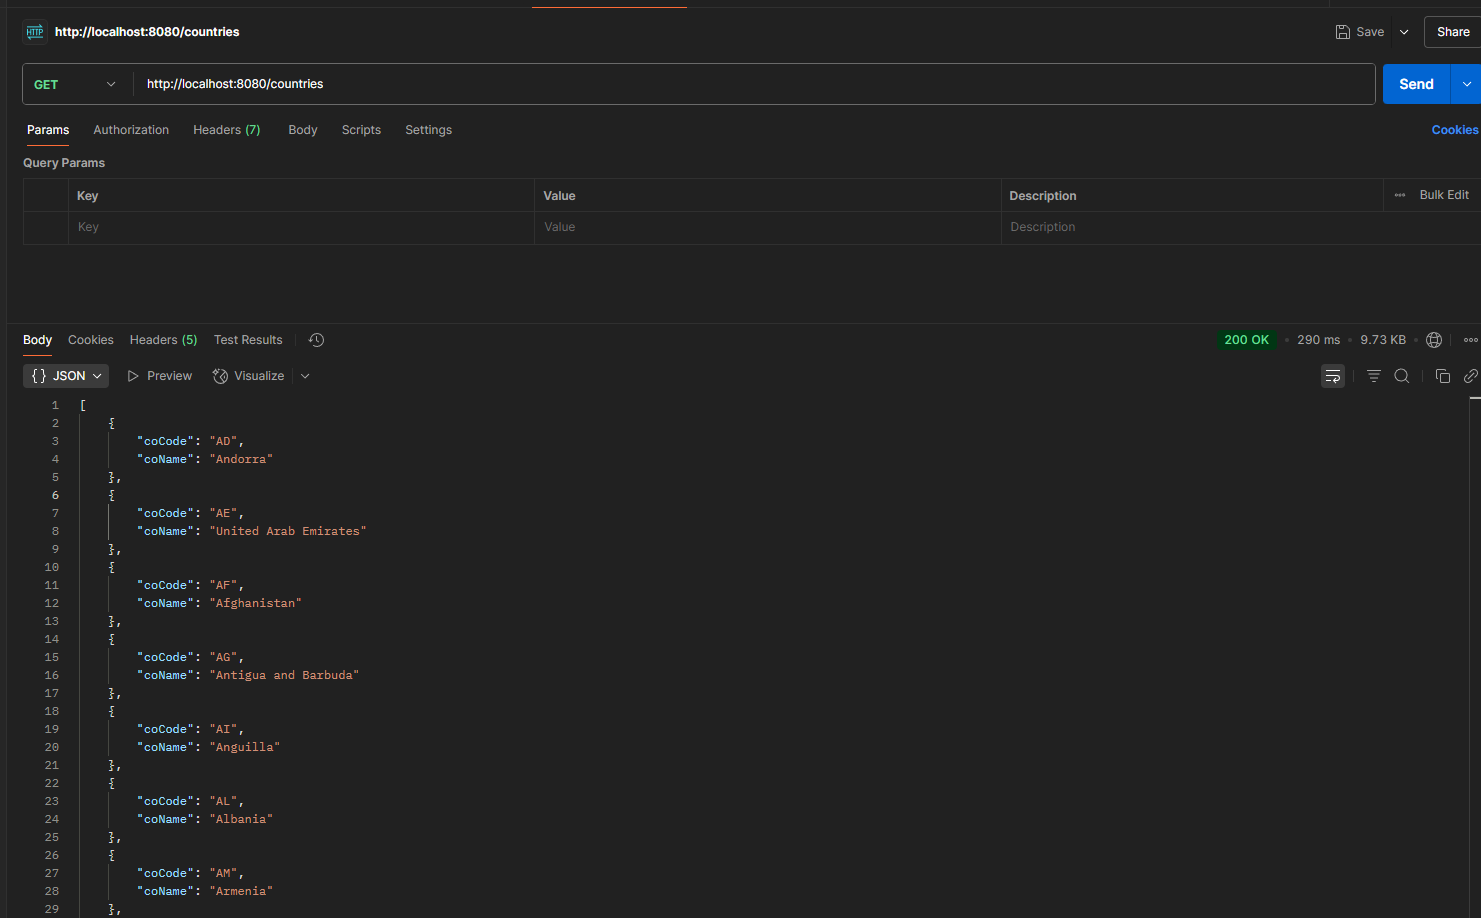 HTTP http://localhost:8080/countries Save Share
GET http://localhost:8080/countries Send
Params Authorization Headers (7) Body Scripts Settings Cookies
Query Params
Key Value Description Bulk Edit
Key Value Description
Body Cookies Headers (5) Test Results 200 OK 290 ms 9.73 KB
{} JSON Preview Visualize
1 [
2 {
3 "coCode": "AD",
4 "coName": "Andorra"
5 },
6 {
7 "coCode": "AE",
8 "coName": "United Arab Emirates"
9 },
10 {
11 "coCode": "AF",
12 "coName": "Afghanistan"
13 },
14 {
15 "coCode": "AG",
16 "coName": "Antigua and Barbuda"
17 },
18 {
19 "coCode": "AI",
20 "coName": "Anguilla"
21 },
22 {
23 "coCode": "AL",
24 "coName": "Albania"
25 },
26 {
27 "coCode": "AM",
28 "coName": "Armenia"
29 },